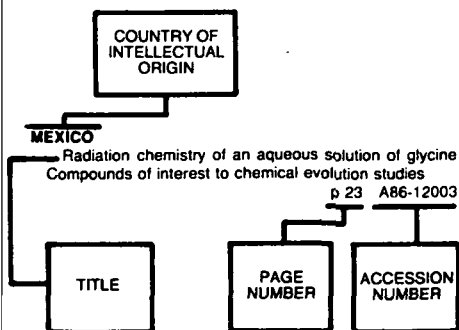 COUNTRY OF
INTELLECTUAL
ORIGIN
MEXICO
Radiation chemistry of an aqueous solution of glycine
Compounds of interest to chemical evolution studies
p 23 A86-12003
TITLE
PAGE
NUMBER
ACCESSION
NUMBER